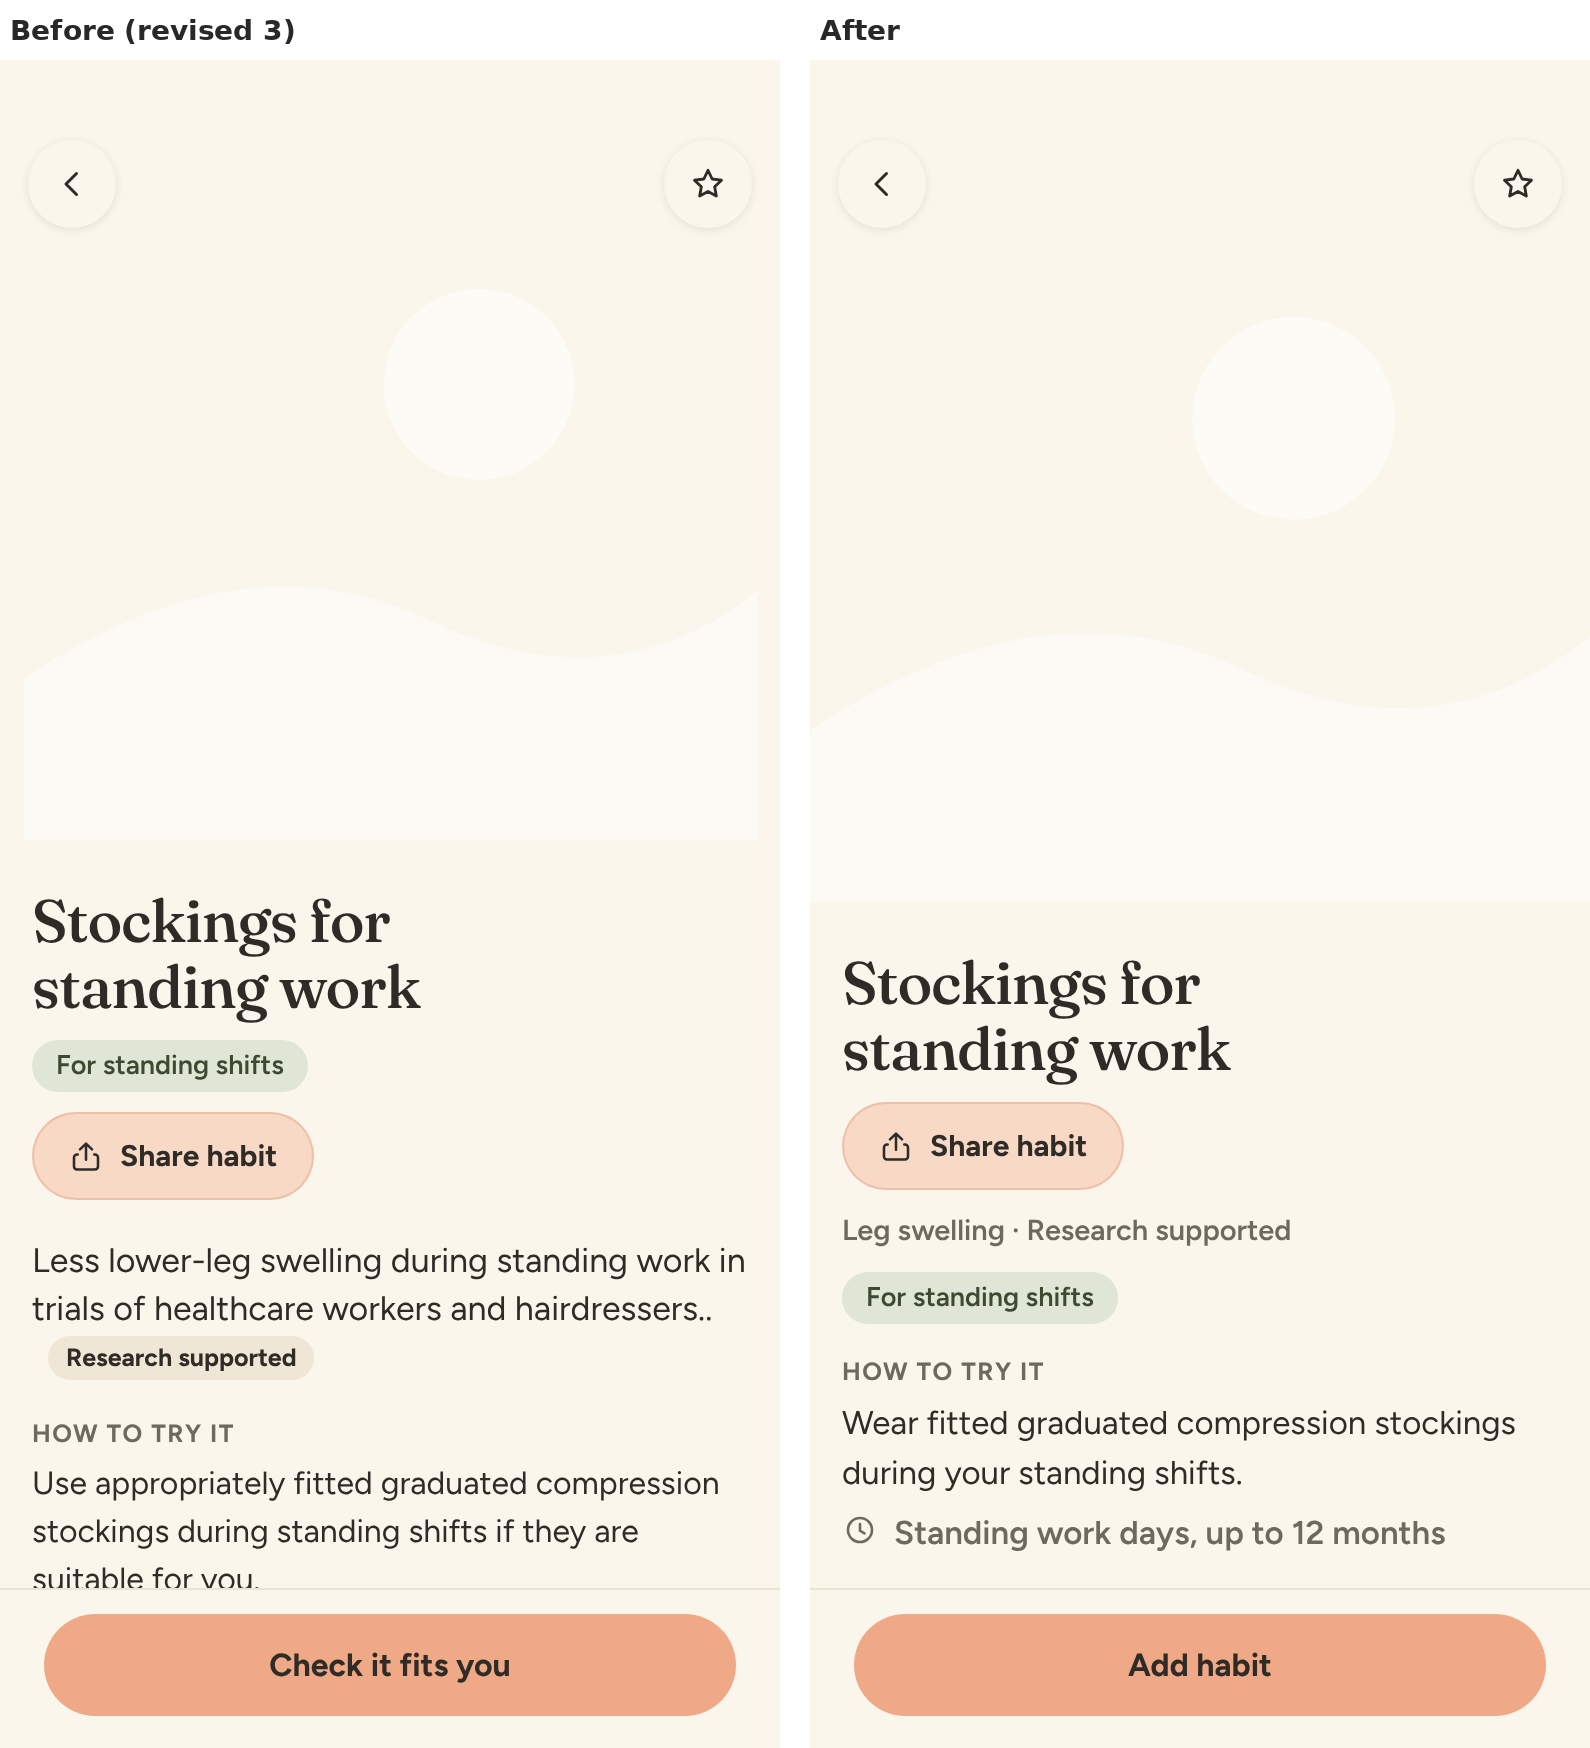 Before (revised 3)
Stockings for
standing work
For standing shifts
Share habit
Less lower-leg swelling during standing work in
trials of healthcare workers and hairdressers..
Research supported
HOW TO TRY IT
Use appropriately fitted graduated compression
stockings during standing shifts if they are
suitable for you.
Check it fits you
After
Stockings for
standing work
Share habit
Leg swelling · Research supported
For standing shifts
HOW TO TRY IT
Wear fitted graduated compression stockings
during your standing shifts.
Standing work days, up to 12 months
Add habit